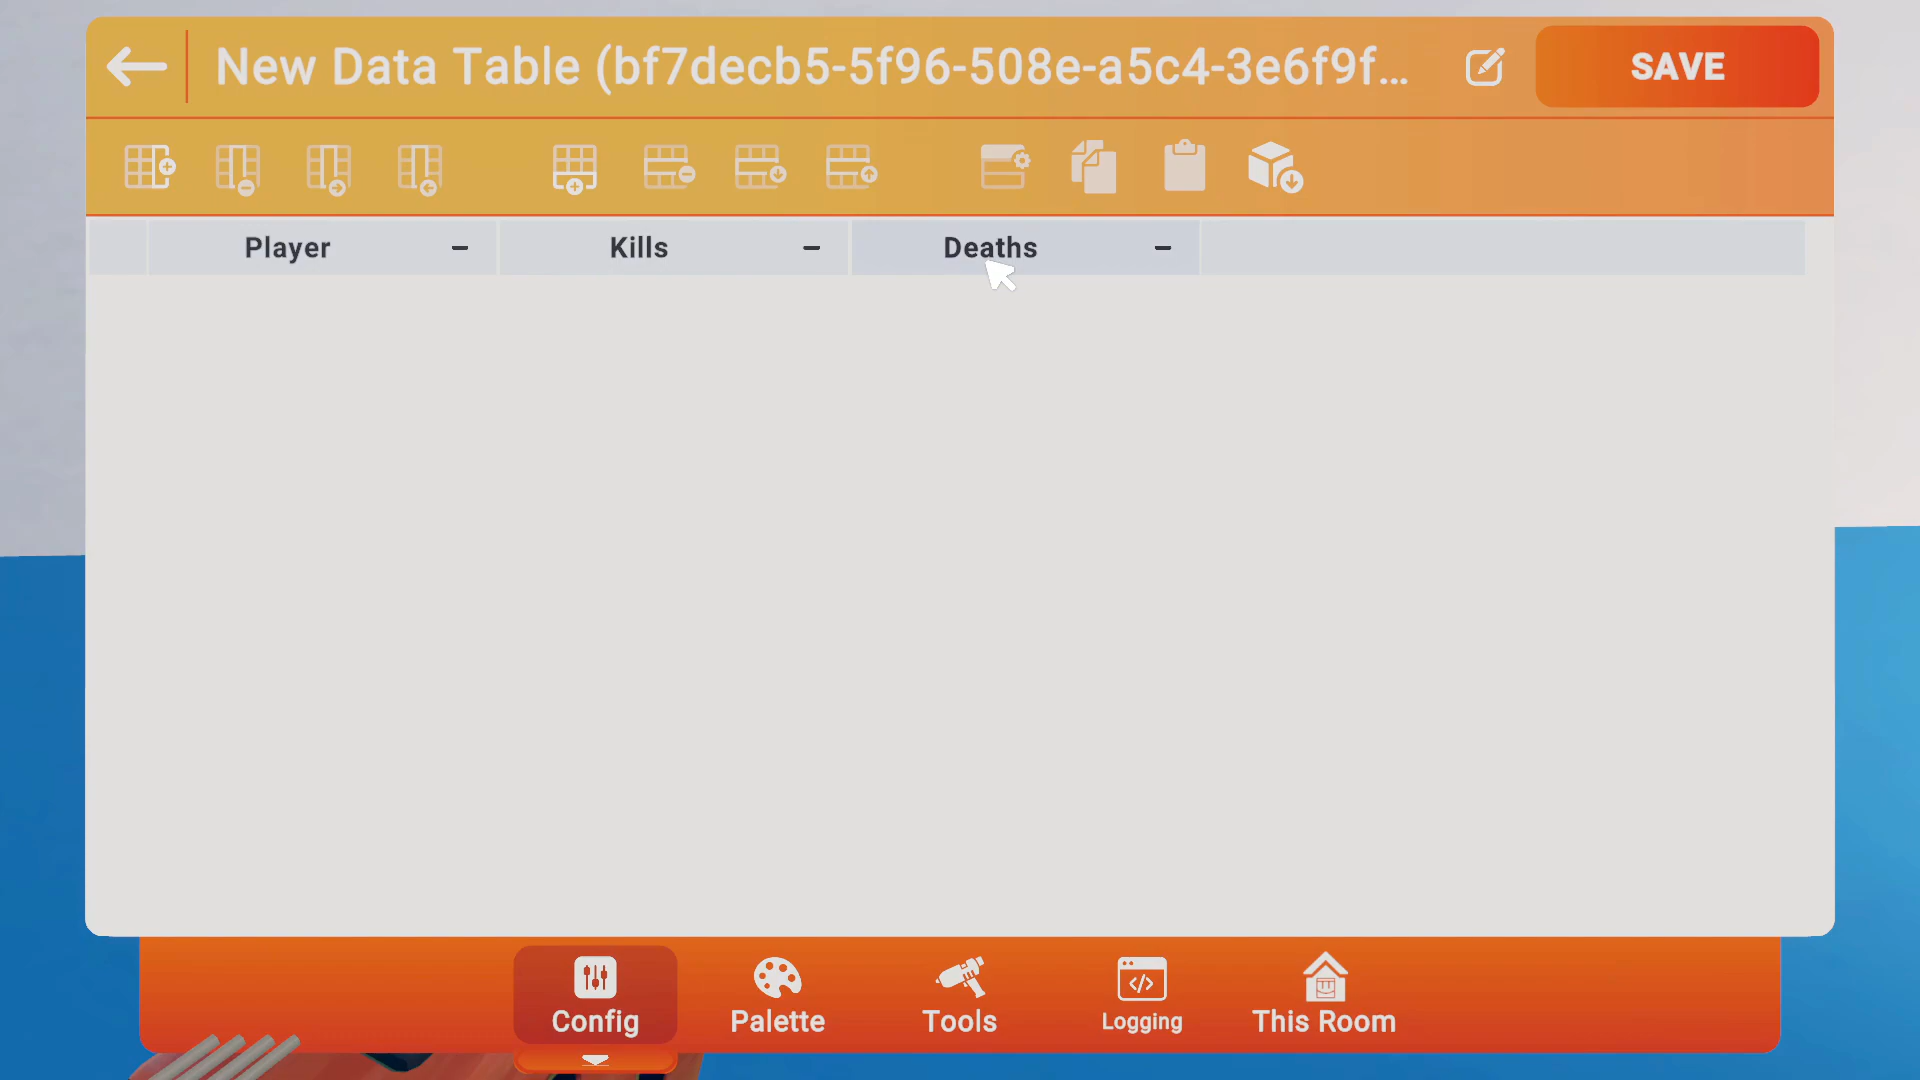 New Data Table (bf7decb5-5f96-508e-a5c4-3e6f9f...
SAVE
Player
Kills
Deaths
Config
Palette
Tools
Logging
This Room